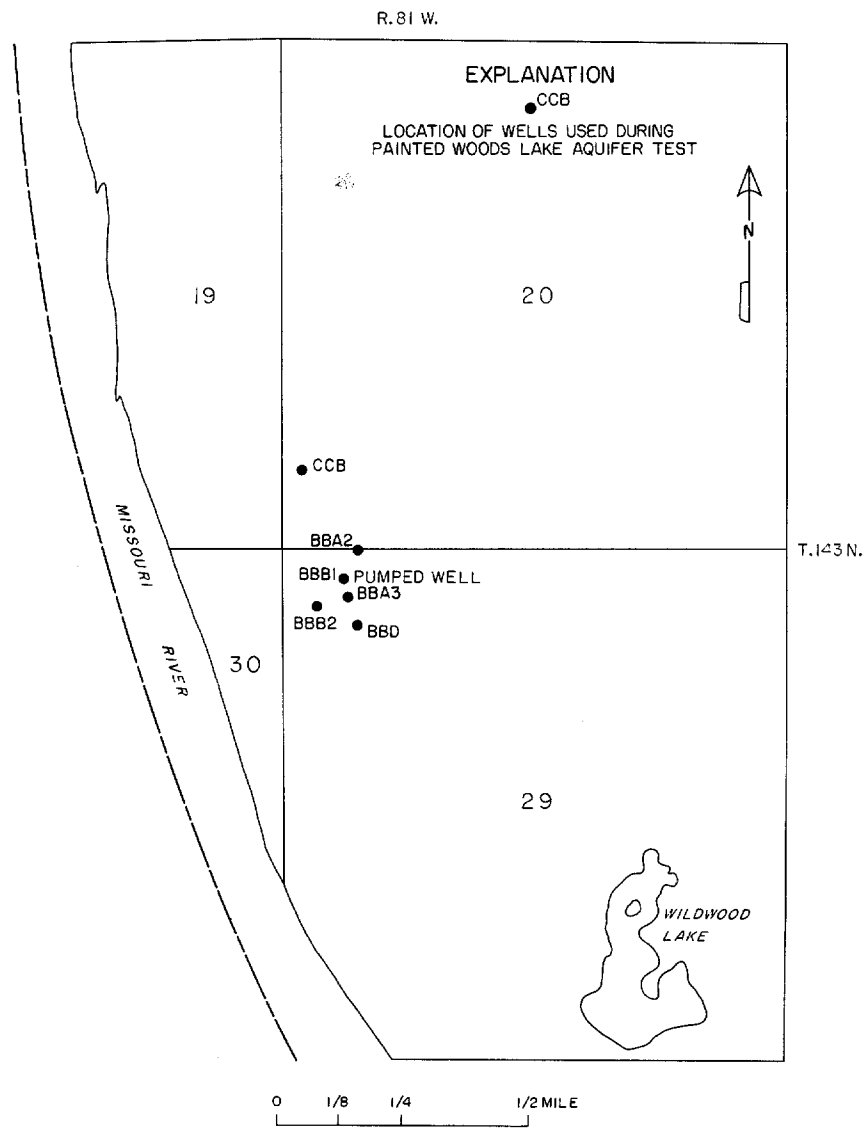 R.81 W.
EXPLANATION
CCB
LOCATION OF WELLS USED DURING
PAINTED WOODS LAKE AQUIFER TEST
19
20
CCB
MISSOURI
RIVER
BBA2
T.143 N.
BBB1 PUMPED WELL
BBA3
BBB2
BBD
30
29
WILDWOOD
LAKE
N
0 1/8 1/4 1/2 MILE